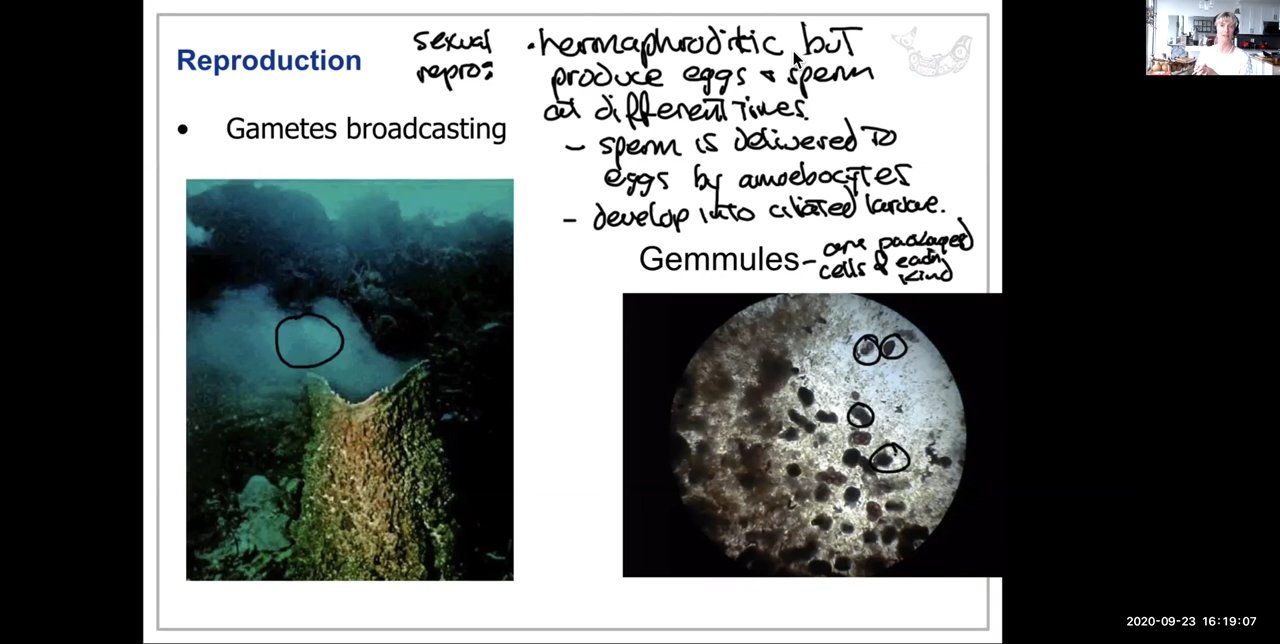 Reproduction
sexual
repro:
• hermaphroditic but
produce eggs & sperm
at different times.
– sperm is delivered to
eggs by amoebocytes
– develop into ciliated larvae.
• Gametes broadcasting
Gemmules – are packaged
cells of each
kind
2020-09-23 16:19:07